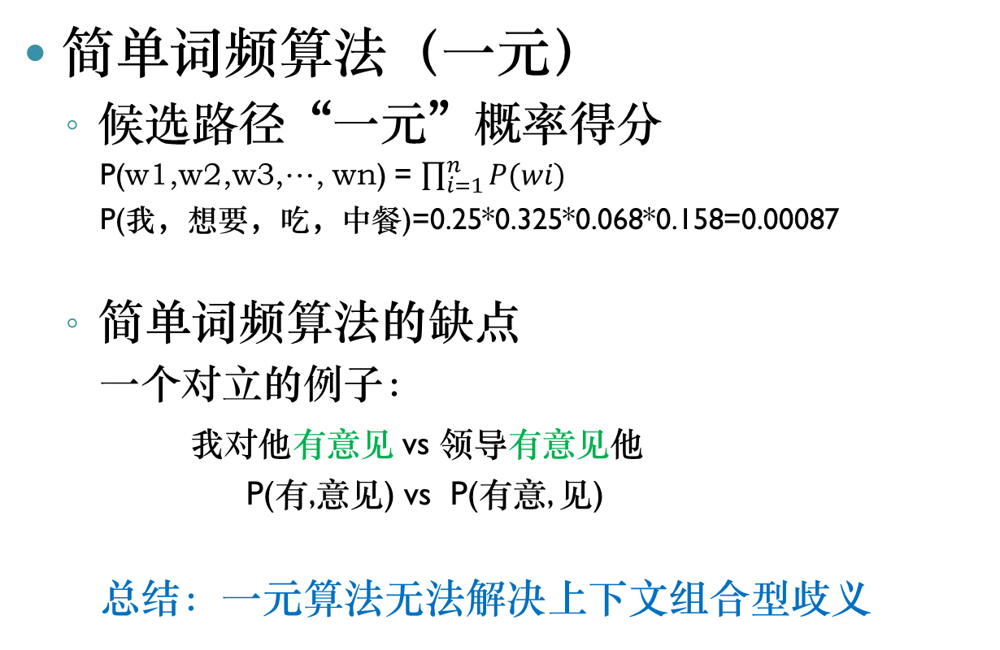 • 简单词频算法（一元）
◦ 候选路径“一元”概率得分
P(w1,w2,w3,⋯, wn) = ∏_{i=1}^{n} P(wi)
P(我，想要，吃，中餐)=0.25*0.325*0.068*0.158=0.00087
◦ 简单词频算法的缺点
一个对立的例子：
我对他有意见 vs 领导有意见他
P(有,意见) vs P(有意, 见)
总结：一元算法无法解决上下文组合型歧义